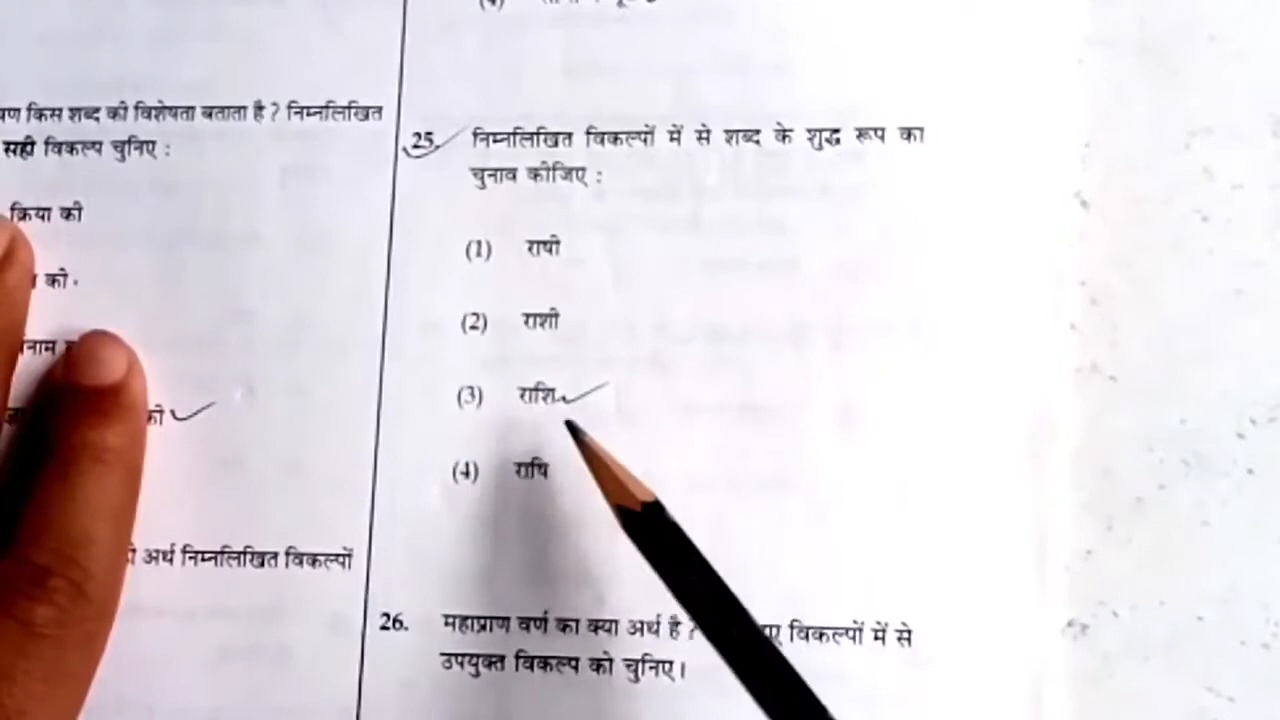 किस शब्द की विशेषता बताता है ? निम्नलिखित
सही विकल्प चुनिए :
क्रिया की
की
अर्थ निम्नलिखित विकल्पों
25. निम्नलिखित विकल्पों में से शब्द के शुद्ध रूप का
चुनाव कीजिए :
(1) राषी
(2) राशी
(3) राशि
(4) राषि
26. महाप्राण वर्ण का क्या अर्थ है ? विकल्पों में से
उपयुक्त विकल्प को चुनिए।